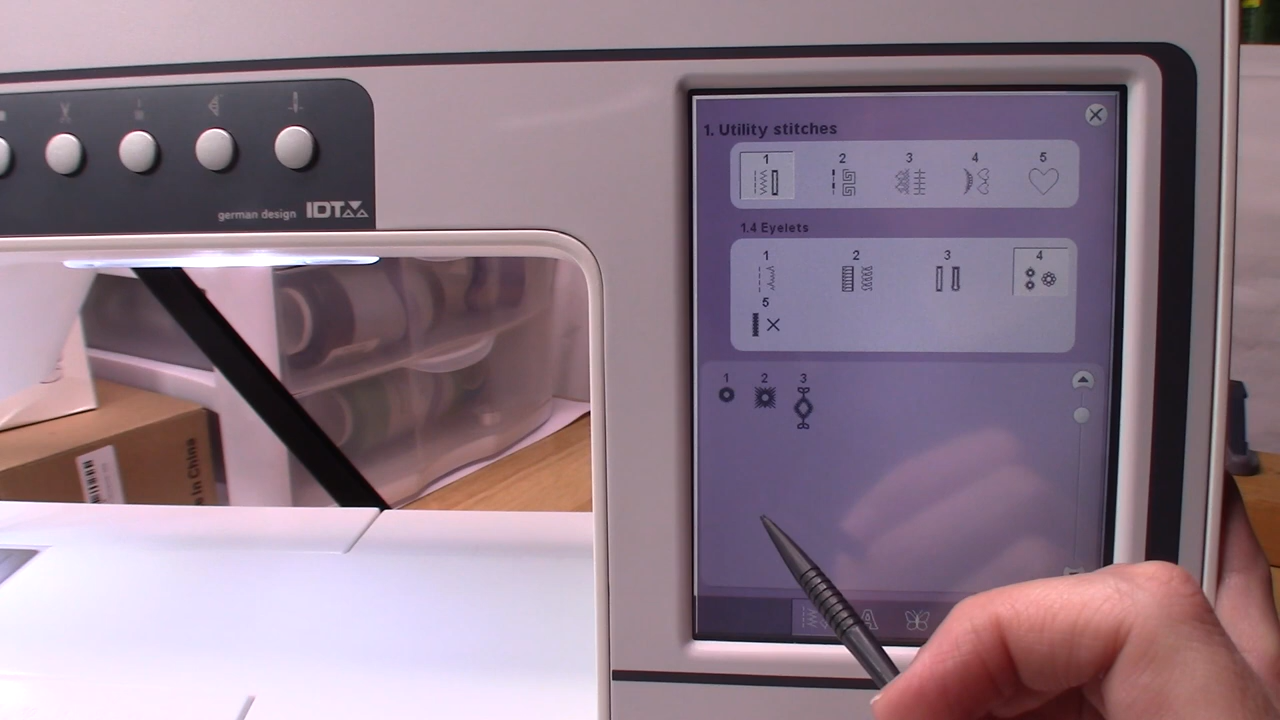 german design IDT
1. Utility stitches
1 2 3 4 5
1.4 Eyelets
1 2 3 4
5
1 2 3
A
in China